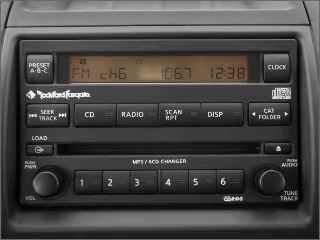 PRESET
A·B·C
FM ch6 106.7 12:38
CLOCK
Rockford Fosgate
SEEK
TRACK
CD
RADIO
SCAN
RPT
DISP
CAT
FOLDER
LOAD
MP3 / 6CD CHANGER
PUSH
PWR
VOL
1 2 3 4 5 6
PUSH
AUDIO
TUNE
TRACK